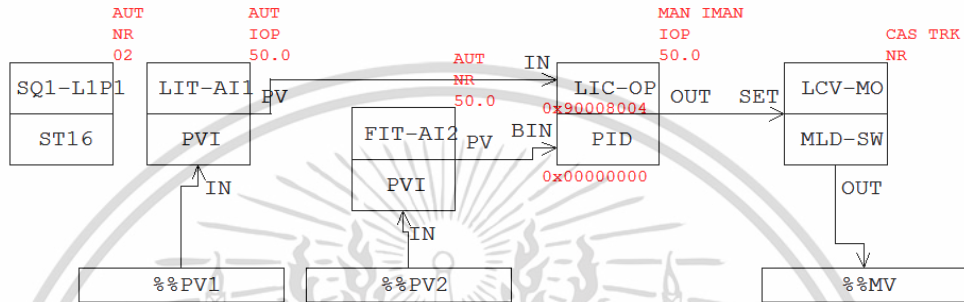 AUT
NR
02
AUT
IOP
50.0
MAN IMAN
IOP
50.0
CAS TRK
NR
AUT
NR
50.0
SQ1-L1P1
ST16
LIT-AI1
PVI
PV
IN
FIT-AI2
PVI
PV
IN
IN
BIN
LIC-OP
0x90008004
PID
0x00000000
OUT
SET
LCV-MO
MLD-SW
OUT
%%PV1
%%PV2
%%MV